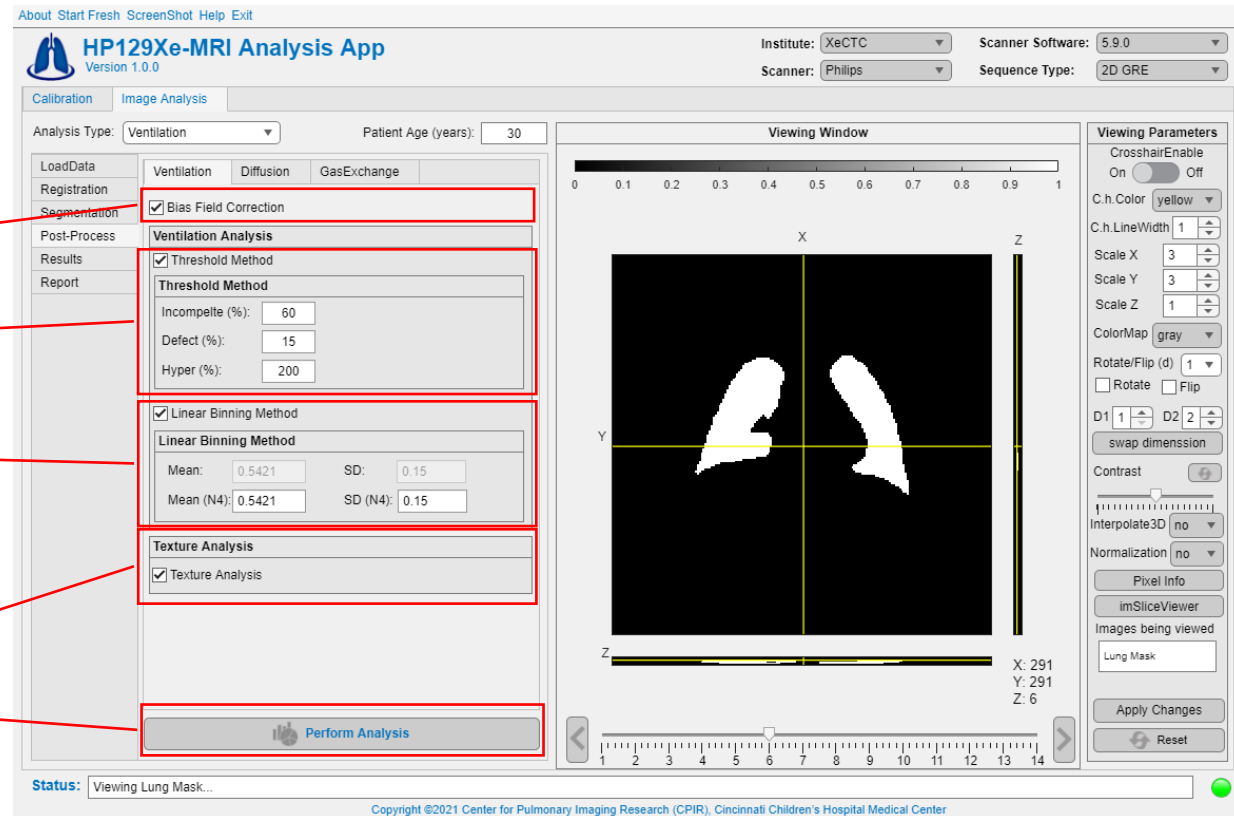 About Start Fresh ScreenShot Help Exit
HP129Xe-MRI Analysis App
Version 1.0.0
Institute: XeCTC Scanner Software: 5.9.0
Scanner: Philips Sequence Type: 2D GRE
Calibration Image Analysis
Analysis Type: Ventilation Patient Age (years): 30
LoadData
Registration
Segmentation
Post-Process
Results
Report
Ventilation Diffusion GasExchange
Bias Field Correction
Ventilation Analysis
Threshold Method
Threshold Method
Incompelte (%): 60
Defect (%): 15
Hyper (%): 200
Linear Binning Method
Linear Binning Method
Mean: 0.5421 SD: 0.15
Mean (N4): 0.5421 SD (N4): 0.15
Texture Analysis
Texture Analysis
Perform Analysis
Viewing Window
0 0.1 0.2 0.3 0.4 0.5 0.6 0.7 0.8 0.9 1
X Z
Y
Z
X: 291
Y: 291
Z: 6
1 2 3 4 5 6 7 8 9 10 11 12 13 14
Viewing Parameters
CrosshairEnable
On Off
C.h.Color yellow
C.h.LineWidth 1
Scale X 3
Scale Y 3
Scale Z 1
ColorMap gray
Rotate/Flip (d) 1
Rotate Flip
D1 1 D2 2
swap dimenssion
Contrast
Interpolate3D no
Normalization no
Pixel Info
imSliceViewer
Images being viewed
Lung Mask
Apply Changes
Reset
Status: Viewing Lung Mask...
Copyright ©2021 Center for Pulmonary Imaging Research (CPIR), Cincinnati Children's Hospital Medical Center